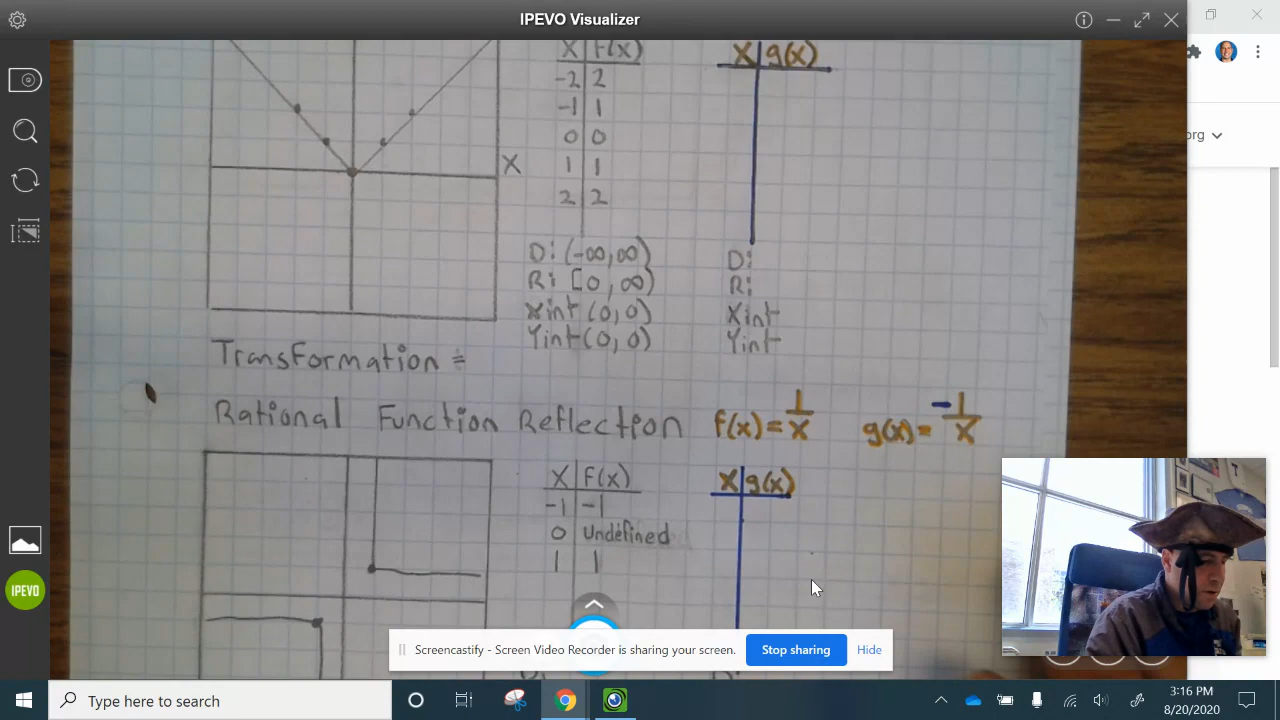 IPEVO Visualizer
X F(x)
X g(x)
-2 2
-1 1
0 0
X
1 1
2 2
D: (-∞,∞)
R: [0,∞)
Xint (0,0)
Yint (0,0)
D:
R:
Xint
Yint
Transformation =
Rational Function Reflection f(x)=1/x g(x)=-1/x
X F(x)
X g(x)
-1 -1
0 Undefined
1 1
org
IPEVO
Screencastify - Screen Video Recorder is sharing your screen.
Stop sharing
Hide
Type here to search
3:16 PM
8/20/2020